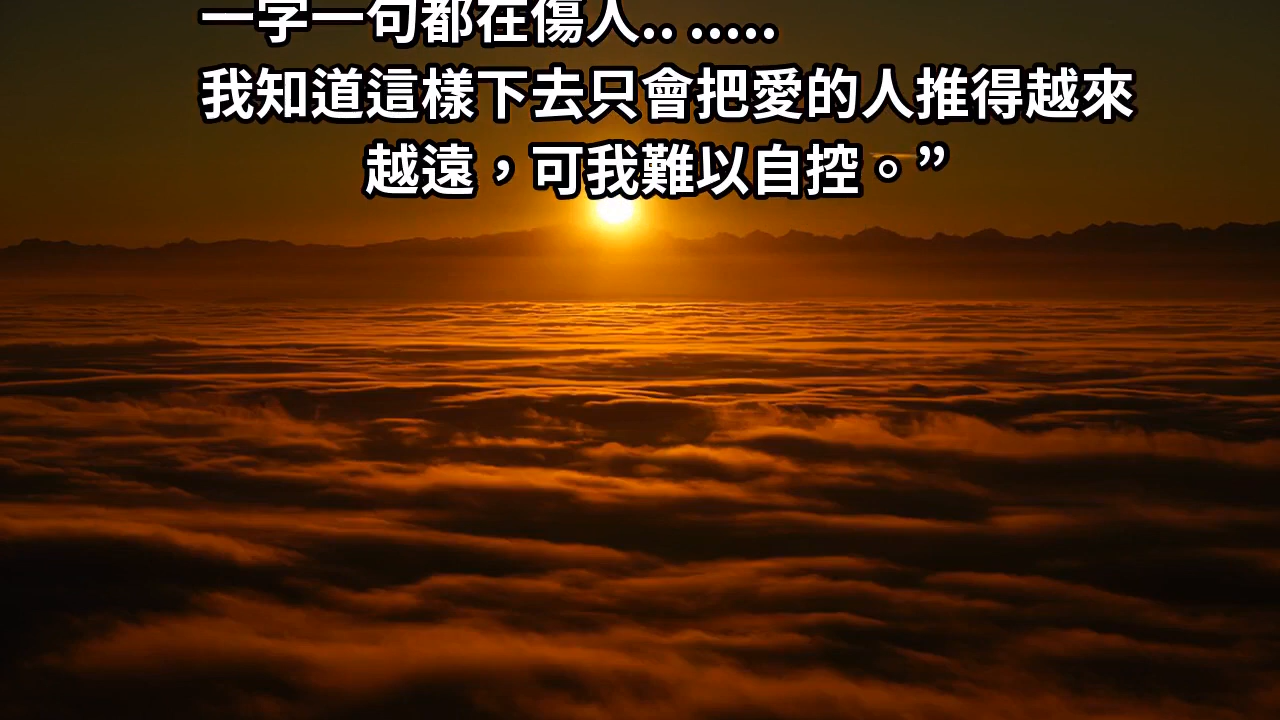 一字一句都在傷人.. .....
我知道這樣下去只會把愛的人推得越來
越遠，可我難以自控。”